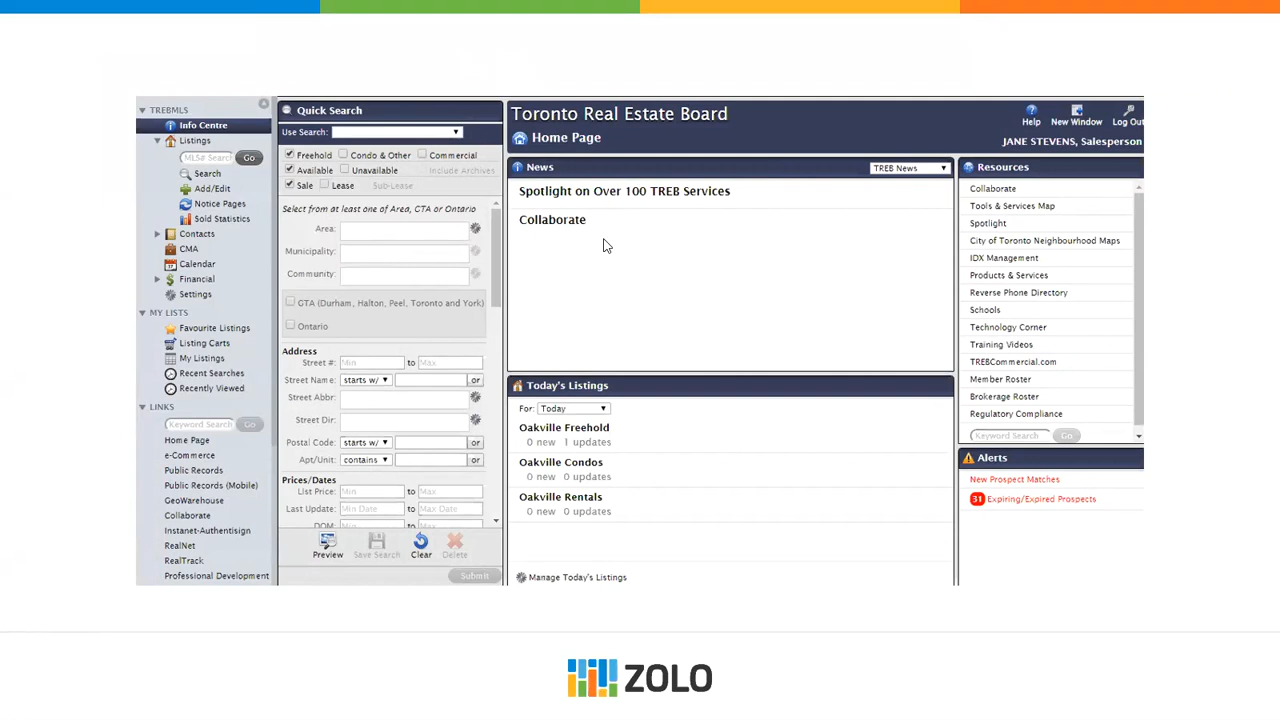 TREBMLS
Info Centre
Listings
MLS# Search Go
Search
Add/Edit
Notice Pages
Sold Statistics
Contacts
CMA
Calendar
Financial
Settings
MY LISTS
Favourite Listings
Listing Carts
My Listings
Recent Searches
Recently Viewed
LINKS
Keyword Search Go
Home Page
e-Commerce
Public Records
Public Records (Mobile)
GeoWarehouse
Collaborate
Instanet-Authentisign
RealNet
RealTrack
Professional Development
Quick Search
Use Search:
Freehold Condo & Other Commercial
Available Unavailable Include Archives
Sale Lease Sub-Lease
Select from at least one of Area, GTA or Ontario
Area:
Municipality:
Community:
GTA (Durham, Halton, Peel, Toronto and York)
Ontario
Address
Street #: Min to Max
Street Name: starts w/ or
Street Abbr:
Street Dir:
Postal Code: starts w/ or
Apt/Unit: contains or
Prices/Dates
List Price: Min to Max
Last Update: Min Date to Max Date
DOM: Min to Max
Preview Save Search Clear Delete
Submit
Toronto Real Estate Board
Home Page
Help New Window Log Out
JANE STEVENS, Salesperson
News TREB News
Spotlight on Over 100 TREB Services
Collaborate
Today's Listings
For: Today
Oakville Freehold
0 new 1 updates
Oakville Condos
0 new 0 updates
Oakville Rentals
0 new 0 updates
Manage Today's Listings
Resources
Collaborate
Tools & Services Map
Spotlight
City of Toronto Neighbourhood Maps
IDX Management
Products & Services
Reverse Phone Directory
Schools
Technology Corner
Training Videos
TREBCommercial.com
Member Roster
Brokerage Roster
Regulatory Compliance
Keyword Search Go
Alerts
New Prospect Matches
31 Expiring/Expired Prospects
ZOLO